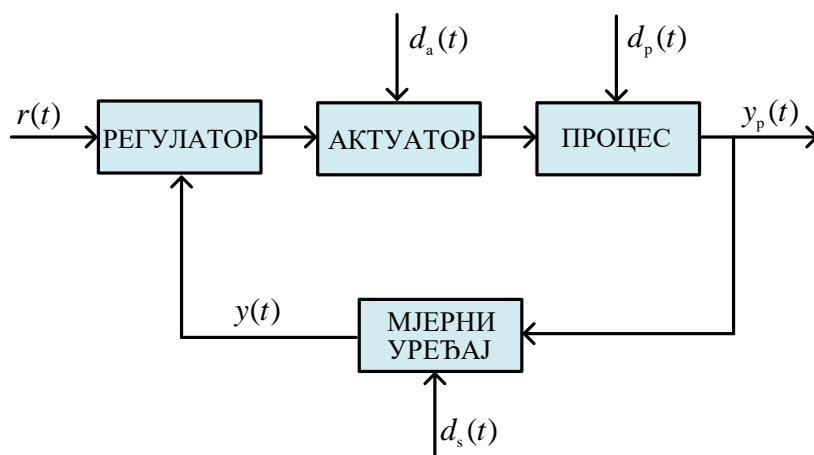 d_a(t)
d_p(t)
r(t)
РЕГУЛАТОР
АКТУАТОР
ПРОЦЕС
y_p(t)
y(t)
МЈЕРНИ
УРЕЂАЈ
d_s(t)